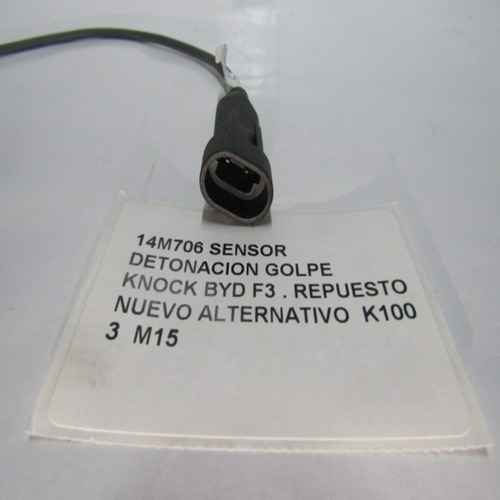 14M706 SENSOR
DETONACION GOLPE
KNOCK BYD F3 . REPUESTO
NUEVO ALTERNATIVO K100
3 M15